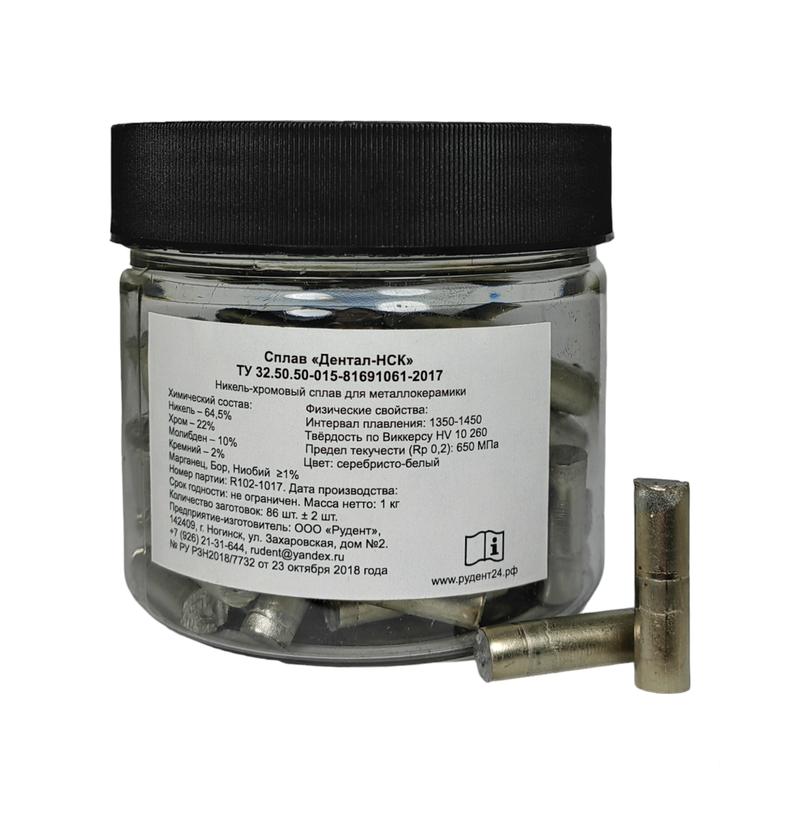 Сплав «Дентал-НСК»
ТУ 32.50.50-015-81691061-2017
Никель-хромовый сплав для металлокерамики
Химический состав:
Никель – 64,5%
Хром – 22%
Молибден – 10%
Кремний – 2%
Марганец, Бор, Ниобий ≥1%
Физические свойства:
Интервал плавления: 1350-1450
Твёрдость по Виккерсу HV 10 260
Предел текучести (Rp 0,2): 650 МПа
Цвет: серебристо-белый
Номер партии: R102-1017. Дата производства:
Срок годности: не ограничен. Масса нетто: 1 кг
Количество заготовок: 86 шт. ± 2 шт.
Предприятие-изготовитель: ООО «Рудент»,
142409, г. Ногинск, ул. Захаровская, дом №2.
+7 (926) 21-31-644, rudent@yandex.ru
№ РУ РЗН2018/7732 от 23 октября 2018 года
www.рудент24.рф